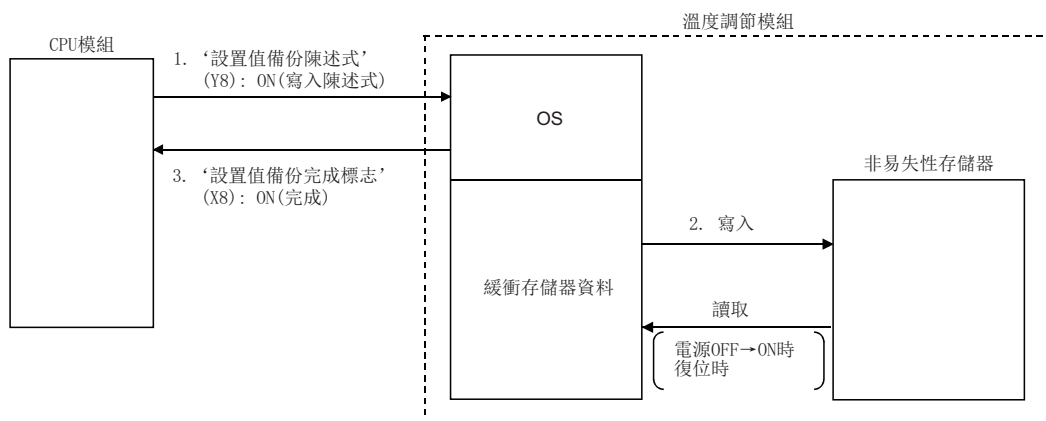 溫度調節模組
CPU模組
1. ‘設置值備份陳述式’
(Y8): ON(寫入陳述式)
OS
3. ‘設置值備份完成標志’
(X8): ON(完成)
非易失性存儲器
2. 寫入
緩衝存儲器資料
讀取
電源OFF→ON時
復位時